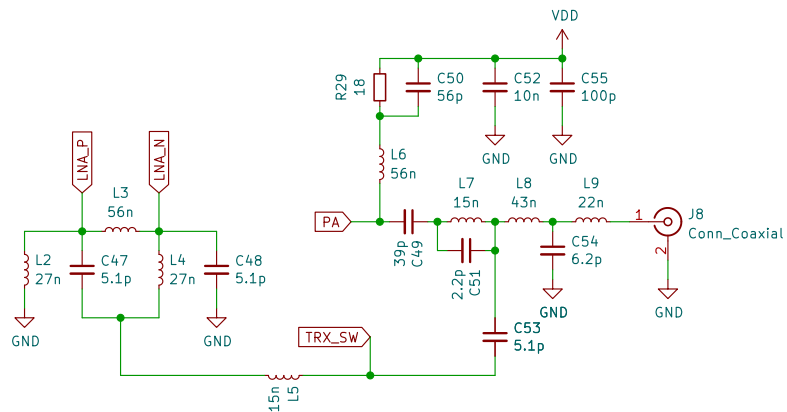 VDD
R29
18
C50
56p
C52
10n
C55
100p
GND
GND
LNA_P
LNA_N
L6
56n
L3
56n
L7
15n
L8
43n
L9
22n
PA
1
J8
Conn_Coaxial
2
39p
C49
2.2p
C51
C54
6.2p
L2
27n
C47
5.1p
L4
27n
C48
5.1p
GND
GND
GND
GND
TRX_SW
C53
5.1p
15n
L5